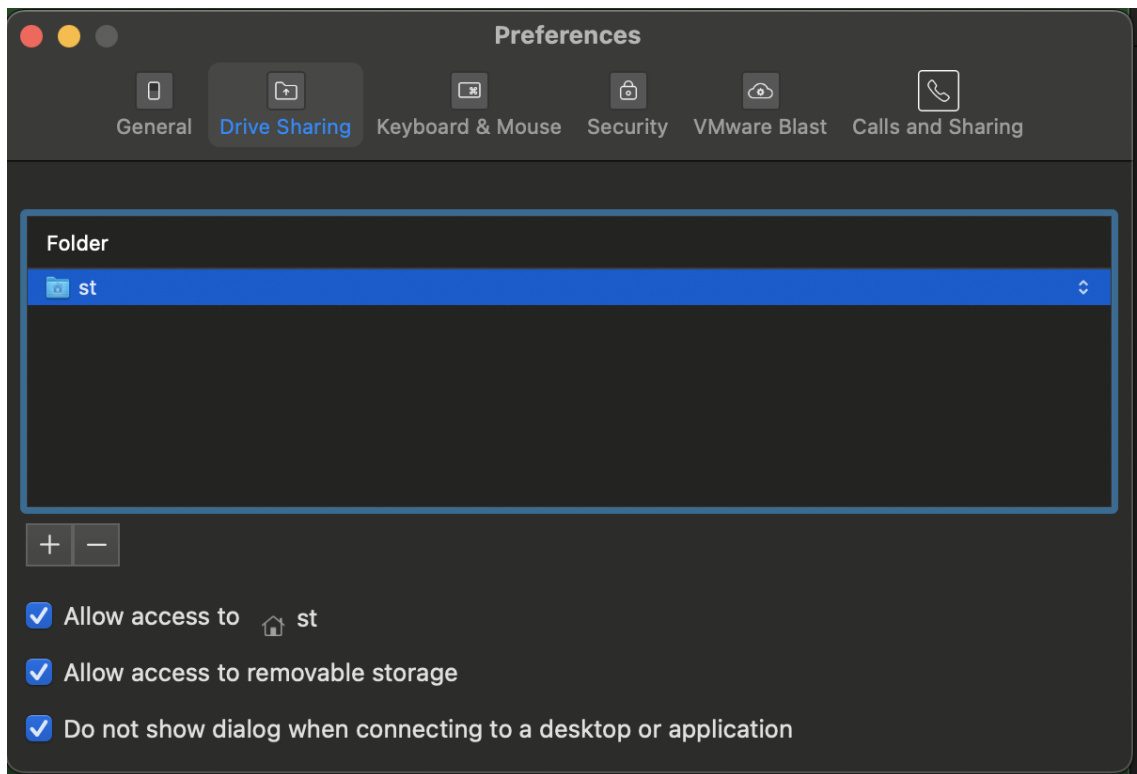 Preferences
General Drive Sharing Keyboard & Mouse Security VMware Blast Calls and Sharing
Folder
st
Allow access to st
Allow access to removable storage
Do not show dialog when connecting to a desktop or application